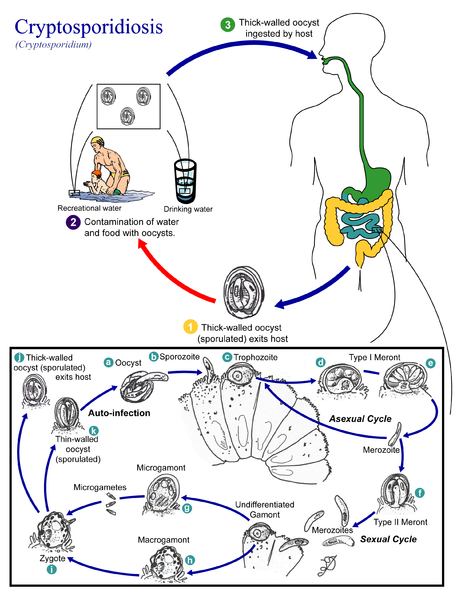 Cryptosporidiosis
(Cryptosporidium)
3 Thick-walled oocyst
ingested by host
Recreational water
Drinking water
2 Contamination of water
and food with oocysts.
1 Thick-walled oocyst
(sporulated) exits host
j Thick-walled
oocyst (sporulated)
exits host
a Oocyst
b Sporozoite
c Trophozoite
d
Type I Meront
e
Auto-infection
Asexual Cycle
k
Thin-walled
oocyst
(sporulated)
Merozoite
Microgamont
Microgametes
g
f
Undifferentiated
Gamont
Merozoites
Type II Meront
Macrogamont
Sexual Cycle
h
Zygote
i